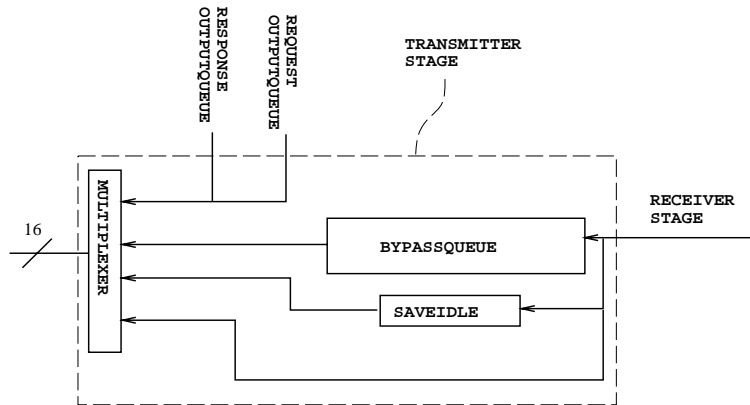 RESPONSE
OUTPUTQUEUE
REQUEST
OUTPUTQUEUE
TRANSMITTER
STAGE
MULTIPLEXER
RECEIVER
STAGE
16
BYPASSQUEUE
SAVEIDLE